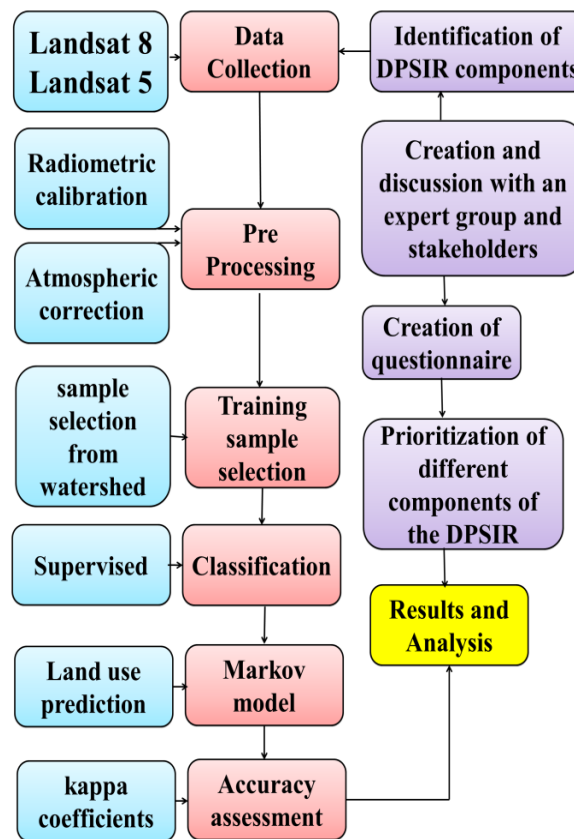 Landsat 8
Landsat 5
Data
Collection
Identification of
DPSIR components
Radiometric
calibration
Creation and
discussion with an
expert group and
stakeholders
Pre
Processing
Atmospheric
correction
Creation of
questionnaire
sample
selection
from
watershed
Training
sample
selection
Prioritization of
different
components of
the DPSIR
Supervised
Classification
Results and
Analysis
Land use
prediction
Markov
model
kappa
coefficients
Accuracy
assessment